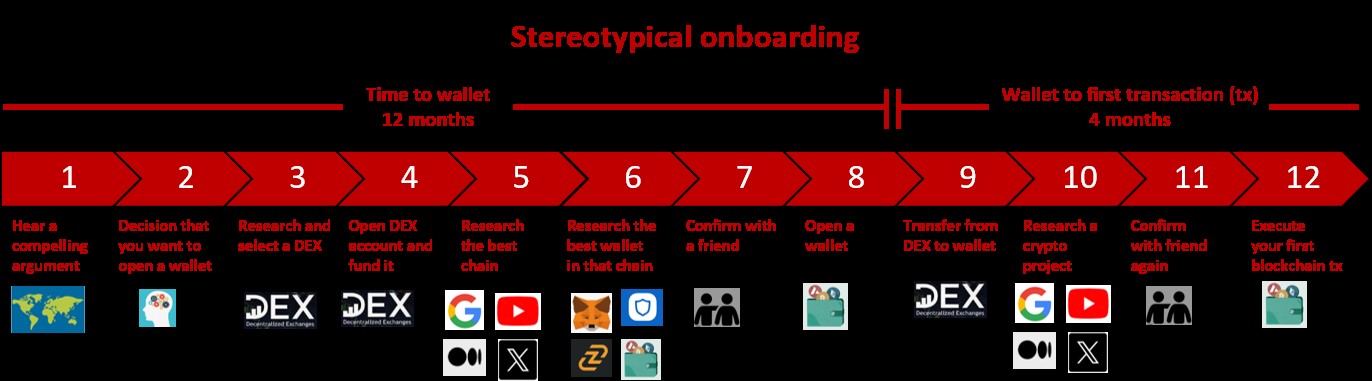 Stereotypical onboarding
Time to wallet
12 months
Wallet to first transaction (tx)
4 months
1
2
3
4
5
6
7
8
9
10
11
12
Hear a
compelling
argument
Decision that
you want to
open a wallet
Research and
select a DEX
Open DEX
account and
fund it
Research
the best
chain
Research the
best wallet
in that chain
Confirm with
a friend
Open a
wallet
Transfer from
DEX to wallet
Research a
crypto
project
Confirm
with friend
again
Execute
your first
blockchain tx
DEX
Decentralized Exchanges
DEX
Decentralized Exchanges
DEX
Decentralized Exchanges